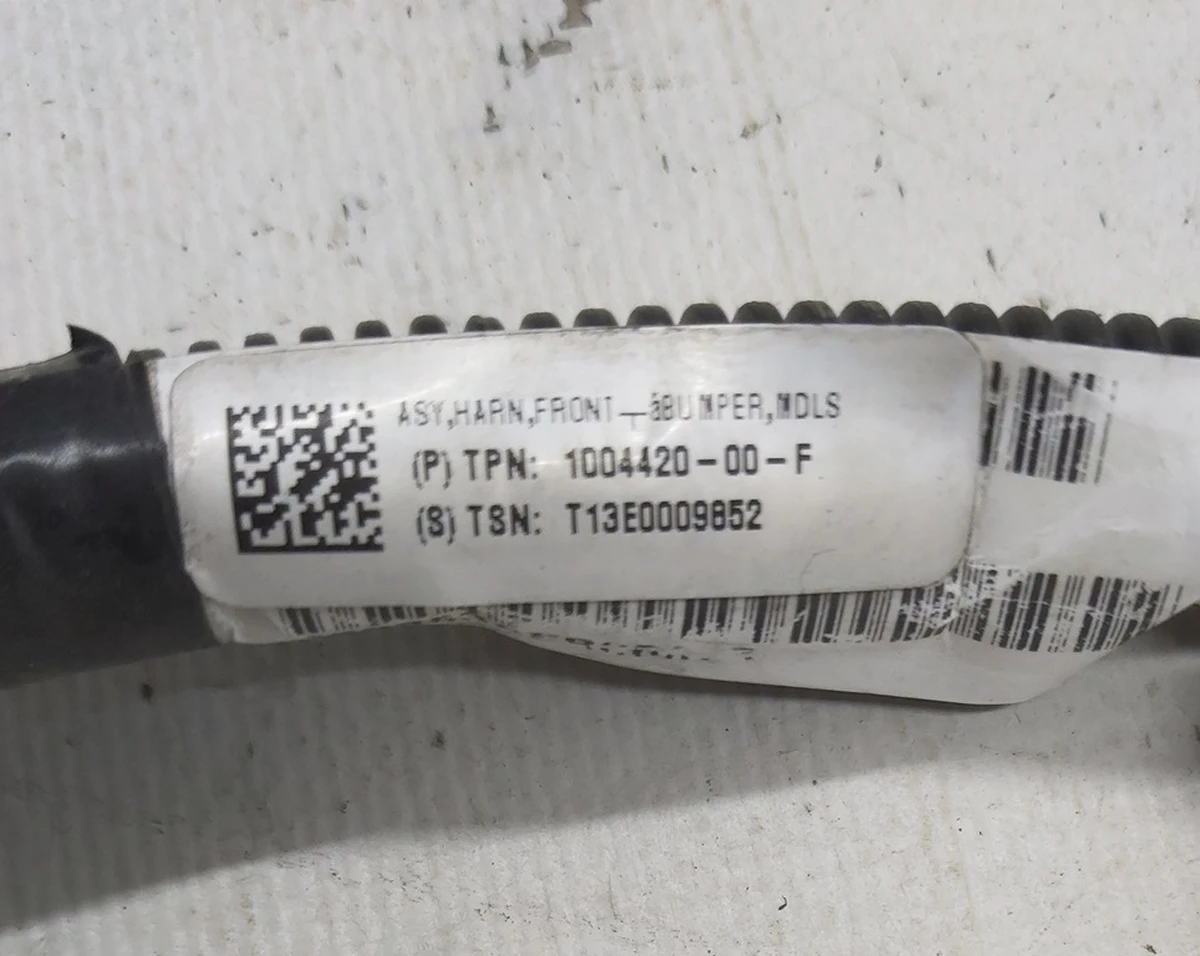 ASY,HARN,FRONT BUMPER,MDLS
(P) TPN: 1004420-00-F
(S) TSN: T13E0009852